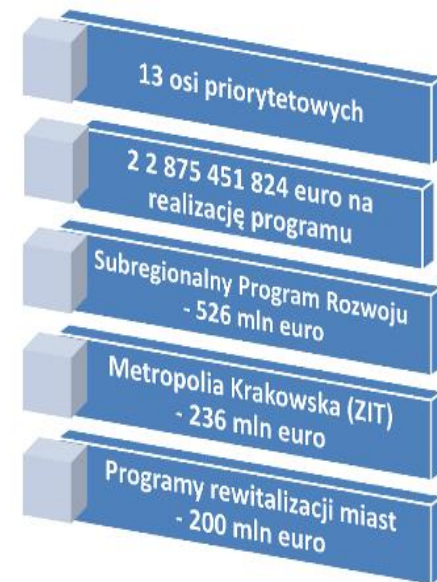 13 osi priorytetowych
2 2 875 451 824 euro na
realizację programu
Subregionalny Program Rozwoju
- 526 mln euro
Metropolia Krakowska (ZIT)
- 236 mln euro
Programy rewitalizacji miast
- 200 mln euro